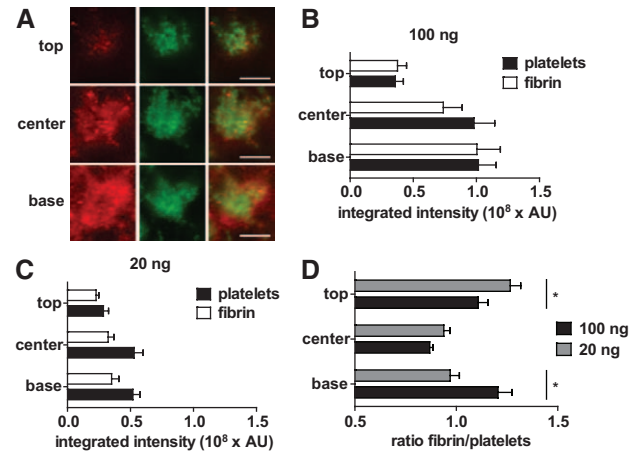 A
top
center
base
B
100 ng
platelets
fibrin
top
center
base
0.0 0.5 1.0 1.5
integrated intensity (10⁸ x AU)
C
20 ng
platelets
fibrin
top
center
base
0.0 0.5 1.0 1.5
integrated intensity (10⁸ x AU)
D
top
center
base
*
*
100 ng
20 ng
0.5 1.0 1.5
ratio fibrin/platelets